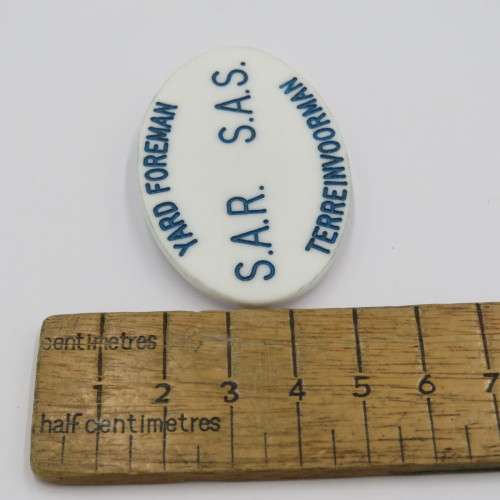 YARD FOREMAN
S.A.R. S.A.S.
TERREINVOORMAN
centimetres
1 2 3 4 5 6 7
half centimetres